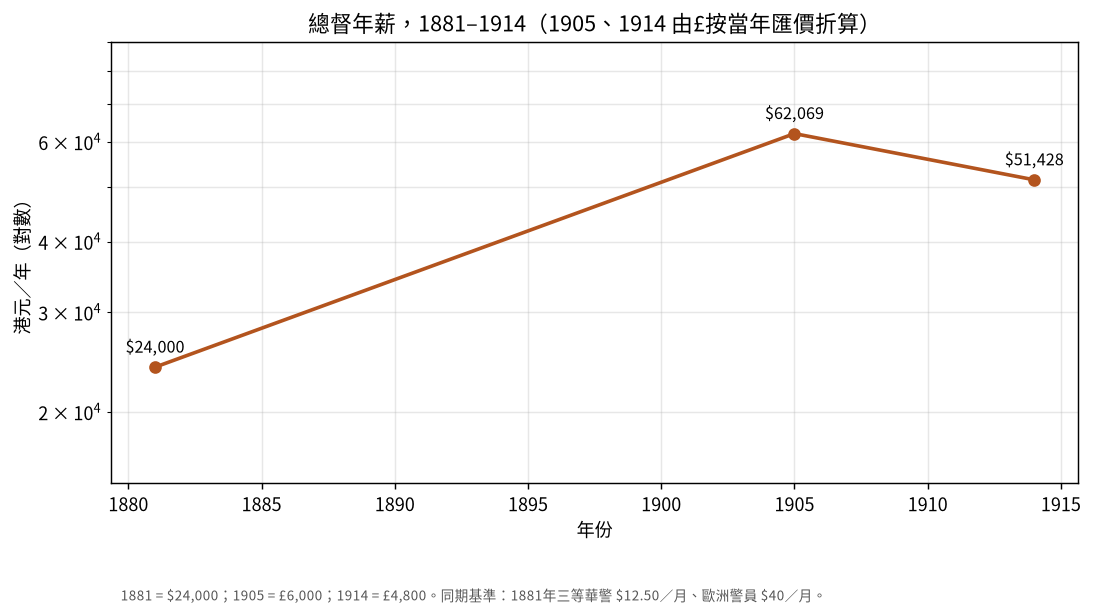 總督年薪，1881–1914（1905、1914 由£按當年匯價折算）
港元／年（對數）
6 × 10⁴
4 × 10⁴
3 × 10⁴
2 × 10⁴
$24,000
$62,069
$51,428
1880 1885 1890 1895 1900 1905 1910 1915
年份
1881 = $24,000；1905 = £6,000；1914 = £4,800。同期基準：1881年三等華警 $12.50／月、歐洲警員 $40／月。